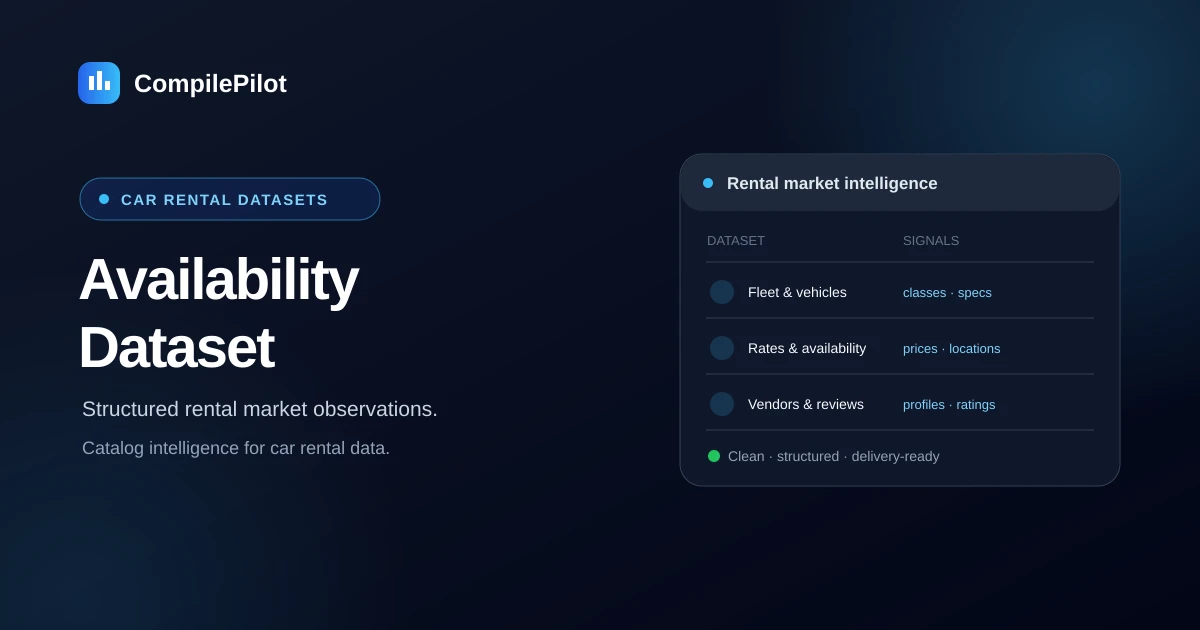 CompilePilot
CAR RENTAL DATASETS
Availability
Dataset
Structured rental market observations.
Catalog intelligence for car rental data.
Rental market intelligence
DATASET SIGNALS
Fleet & vehicles classes · specs
Rates & availability prices · locations
Vendors & reviews profiles · ratings
Clean · structured · delivery-ready